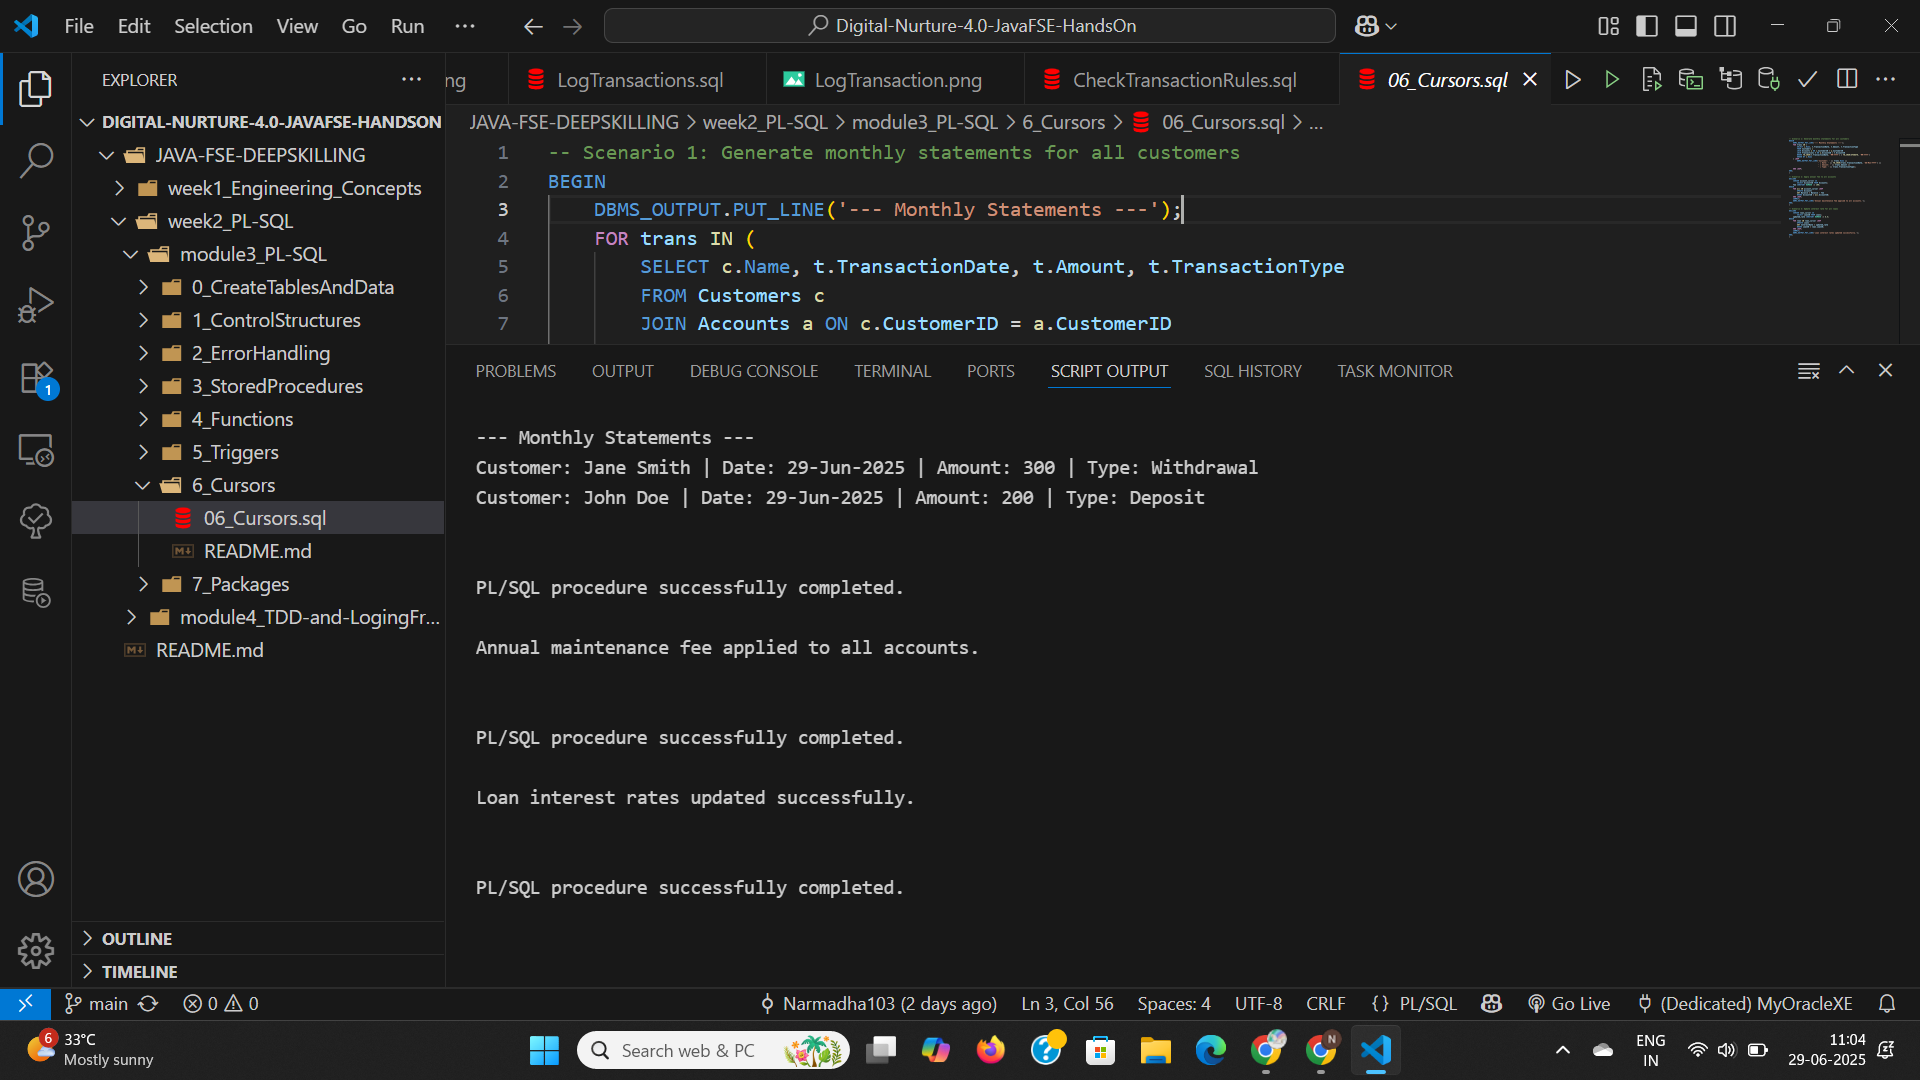 File Edit Selection View Go Run ···
Digital-Nurture-4.0-JavaFSE-HandsOn
EXPLORER ···
ng LogTransactions.sql LogTransaction.png CheckTransactionRules.sql 06_Cursors.sql
DIGITAL-NURTURE-4.0-JAVAFSE-HANDSON
JAVA-FSE-DEEPSKILLING
week1_Engineering_Concepts
week2_PL-SQL
module3_PL-SQL
0_CreateTablesAndData
1_ControlStructures
2_ErrorHandling
3_StoredProcedures
4_Functions
5_Triggers
6_Cursors
06_Cursors.sql
README.md
7_Packages
module4_TDD-and-LogingFr...
README.md
OUTLINE
TIMELINE
1
JAVA-FSE-DEEPSKILLING > week2_PL-SQL > module3_PL-SQL > 6_Cursors > 06_Cursors.sql > ...
1 -- Scenario 1: Generate monthly statements for all customers
2 BEGIN
3 DBMS_OUTPUT.PUT_LINE('--- Monthly Statements ---');
4 FOR trans IN (
5 SELECT c.Name, t.TransactionDate, t.Amount, t.TransactionType
6 FROM Customers c
7 JOIN Accounts a ON c.CustomerID = a.CustomerID
PROBLEMS OUTPUT DEBUG CONSOLE TERMINAL PORTS SCRIPT OUTPUT SQL HISTORY TASK MONITOR
--- Monthly Statements ---
Customer: Jane Smith | Date: 29-Jun-2025 | Amount: 300 | Type: Withdrawal
Customer: John Doe | Date: 29-Jun-2025 | Amount: 200 | Type: Deposit
PL/SQL procedure successfully completed.
Annual maintenance fee applied to all accounts.
PL/SQL procedure successfully completed.
Loan interest rates updated successfully.
PL/SQL procedure successfully completed.
main 0 0 Narmadha103 (2 days ago) Ln 3, Col 56 Spaces: 4 UTF-8 CRLF {} PL/SQL Go Live (Dedicated) MyOracleXE
6 33°C
Mostly sunny
Search web & PC
N
ENG
IN
11:04
29-06-2025